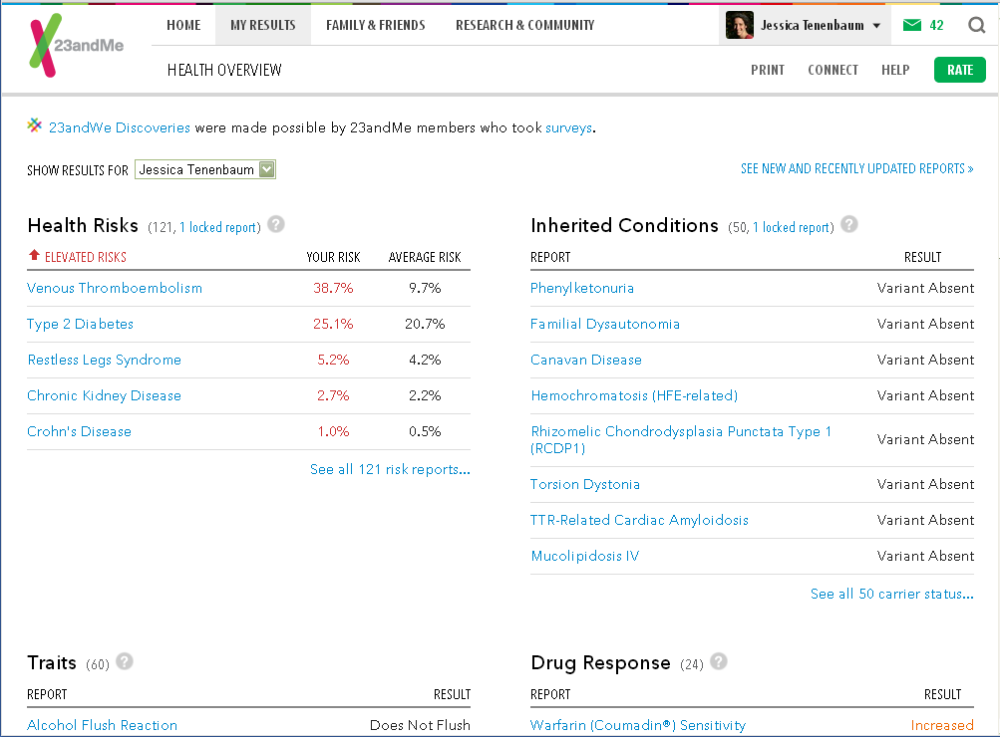 HOME MY RESULTS FAMILY & FRIENDS RESEARCH & COMMUNITY Jessica Tenenbaum 42
23andMe
HEALTH OVERVIEW PRINT CONNECT HELP RATE
23andWe Discoveries were made possible by 23andMe members who took surveys.
SHOW RESULTS FOR Jessica Tenenbaum
SEE NEW AND RECENTLY UPDATED REPORTS »
Health Risks (121, 1 locked report) ?
ELEVATED RISKS YOUR RISK AVERAGE RISK
Venous Thromboembolism 38.7% 9.7%
Type 2 Diabetes 25.1% 20.7%
Restless Legs Syndrome 5.2% 4.2%
Chronic Kidney Disease 2.7% 2.2%
Crohn's Disease 1.0% 0.5%
See all 121 risk reports...
Inherited Conditions (50, 1 locked report) ?
REPORT RESULT
Phenylketonuria Variant Absent
Familial Dysautonomia Variant Absent
Canavan Disease Variant Absent
Hemochromatosis (HFE-related) Variant Absent
Rhizomelic Chondrodysplasia Punctata Type 1
(RCDP1) Variant Absent
Torsion Dystonia Variant Absent
TTR-Related Cardiac Amyloidosis Variant Absent
Mucolipidosis IV Variant Absent
See all 50 carrier status...
Traits (60) ?
REPORT RESULT
Alcohol Flush Reaction Does Not Flush
Drug Response (24) ?
REPORT RESULT
Warfarin (Coumadin®) Sensitivity Increased